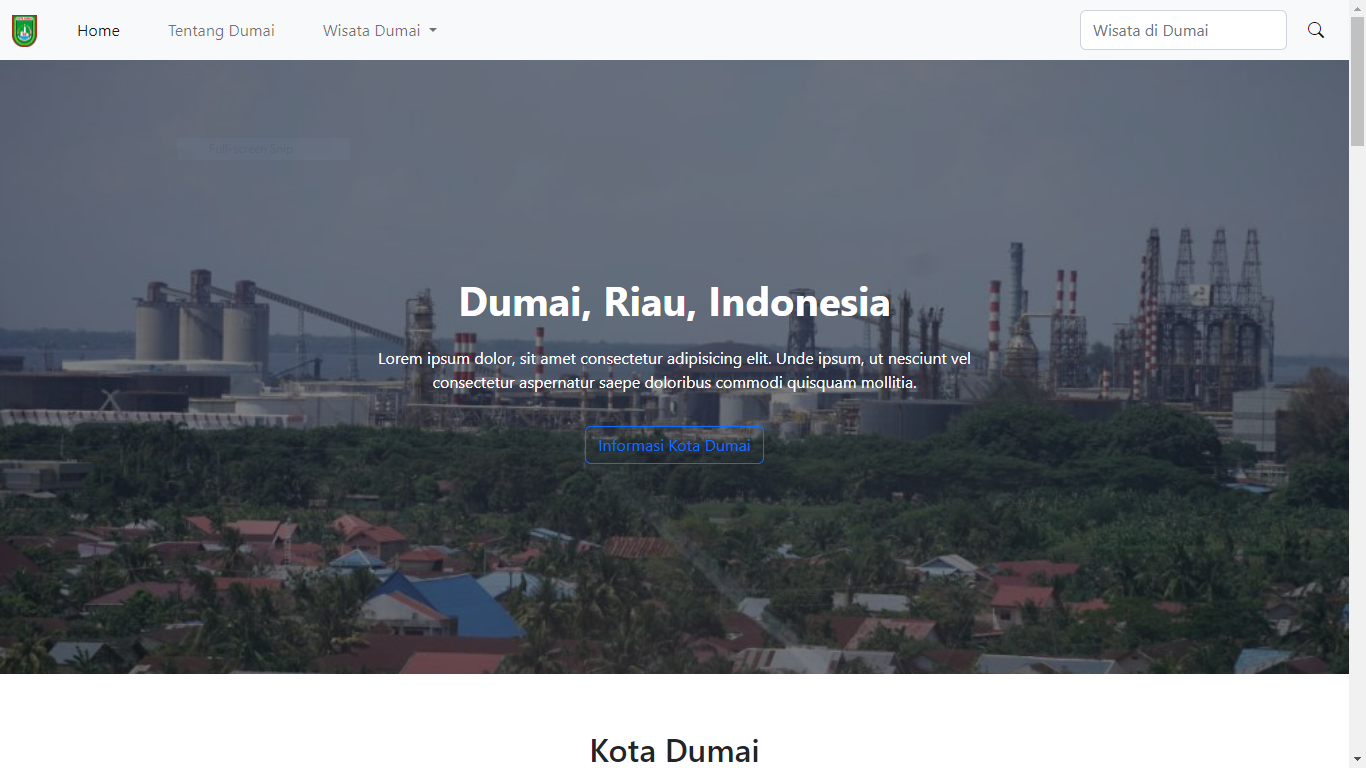 Home
Tentang Dumai
Wisata Dumai
Wisata di Dumai
Full-screen Snip
Dumai, Riau, Indonesia
Lorem ipsum dolor, sit amet consectetur adipisicing elit. Unde ipsum, ut nesciunt vel
consectetur aspernatur saepe doloribus commodi quisquam mollitia.
Informasi Kota Dumai
Kota Dumai